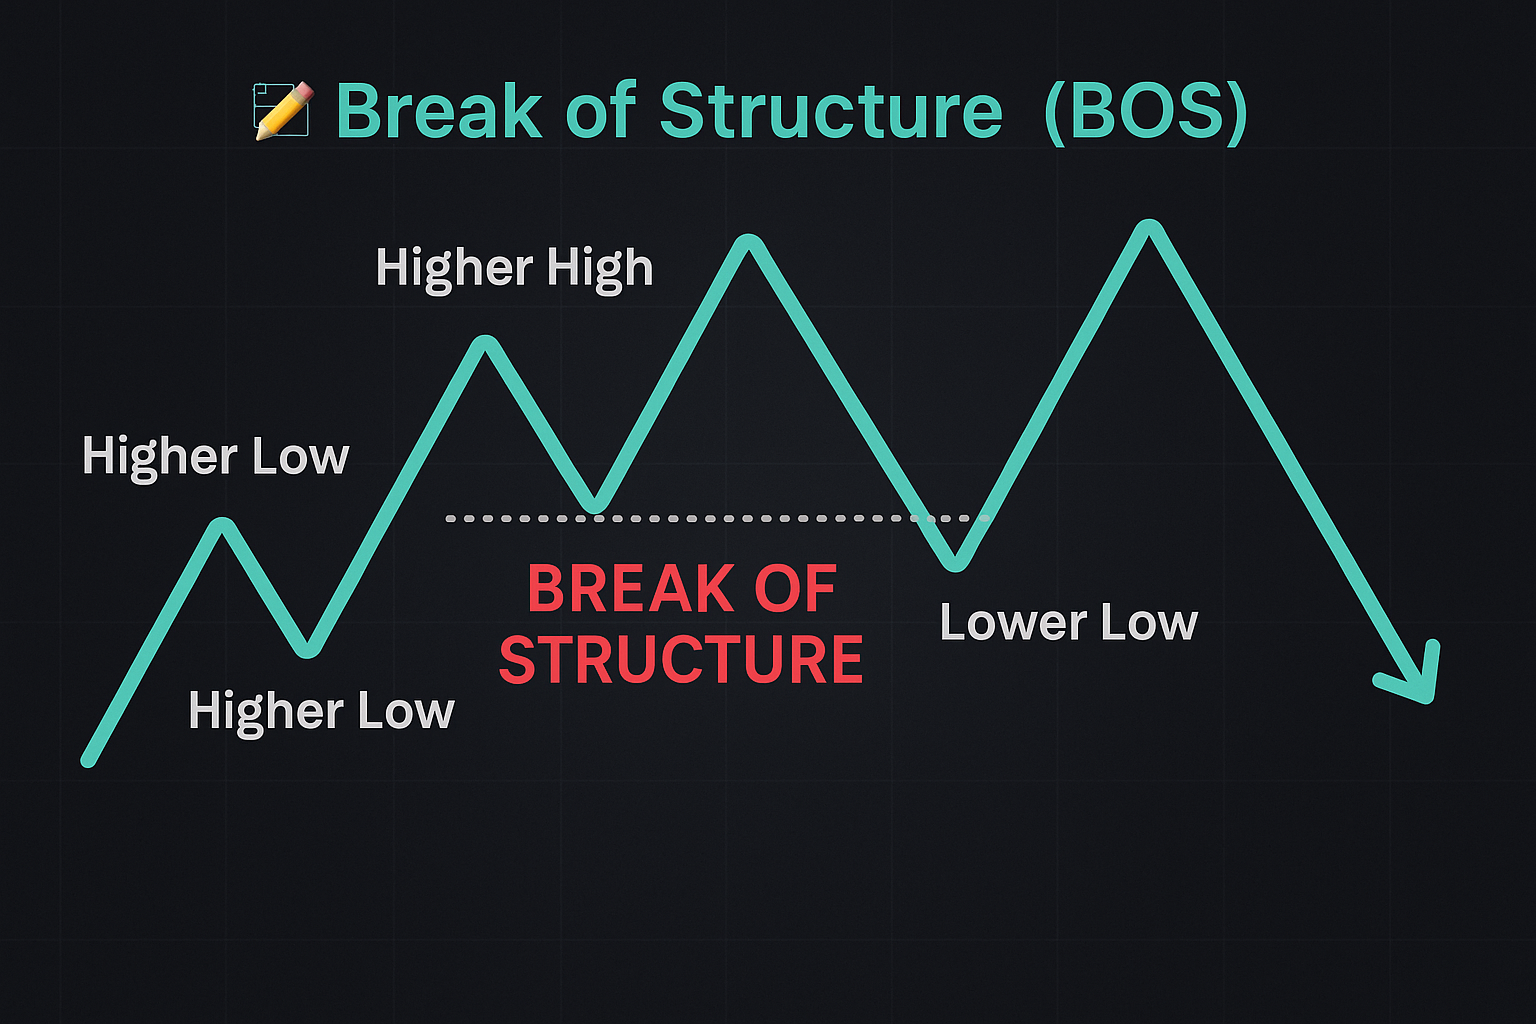 Break of Structure (BOS)
Higher High
Higher Low
Higher Low
BREAK OF
STRUCTURE
Lower Low